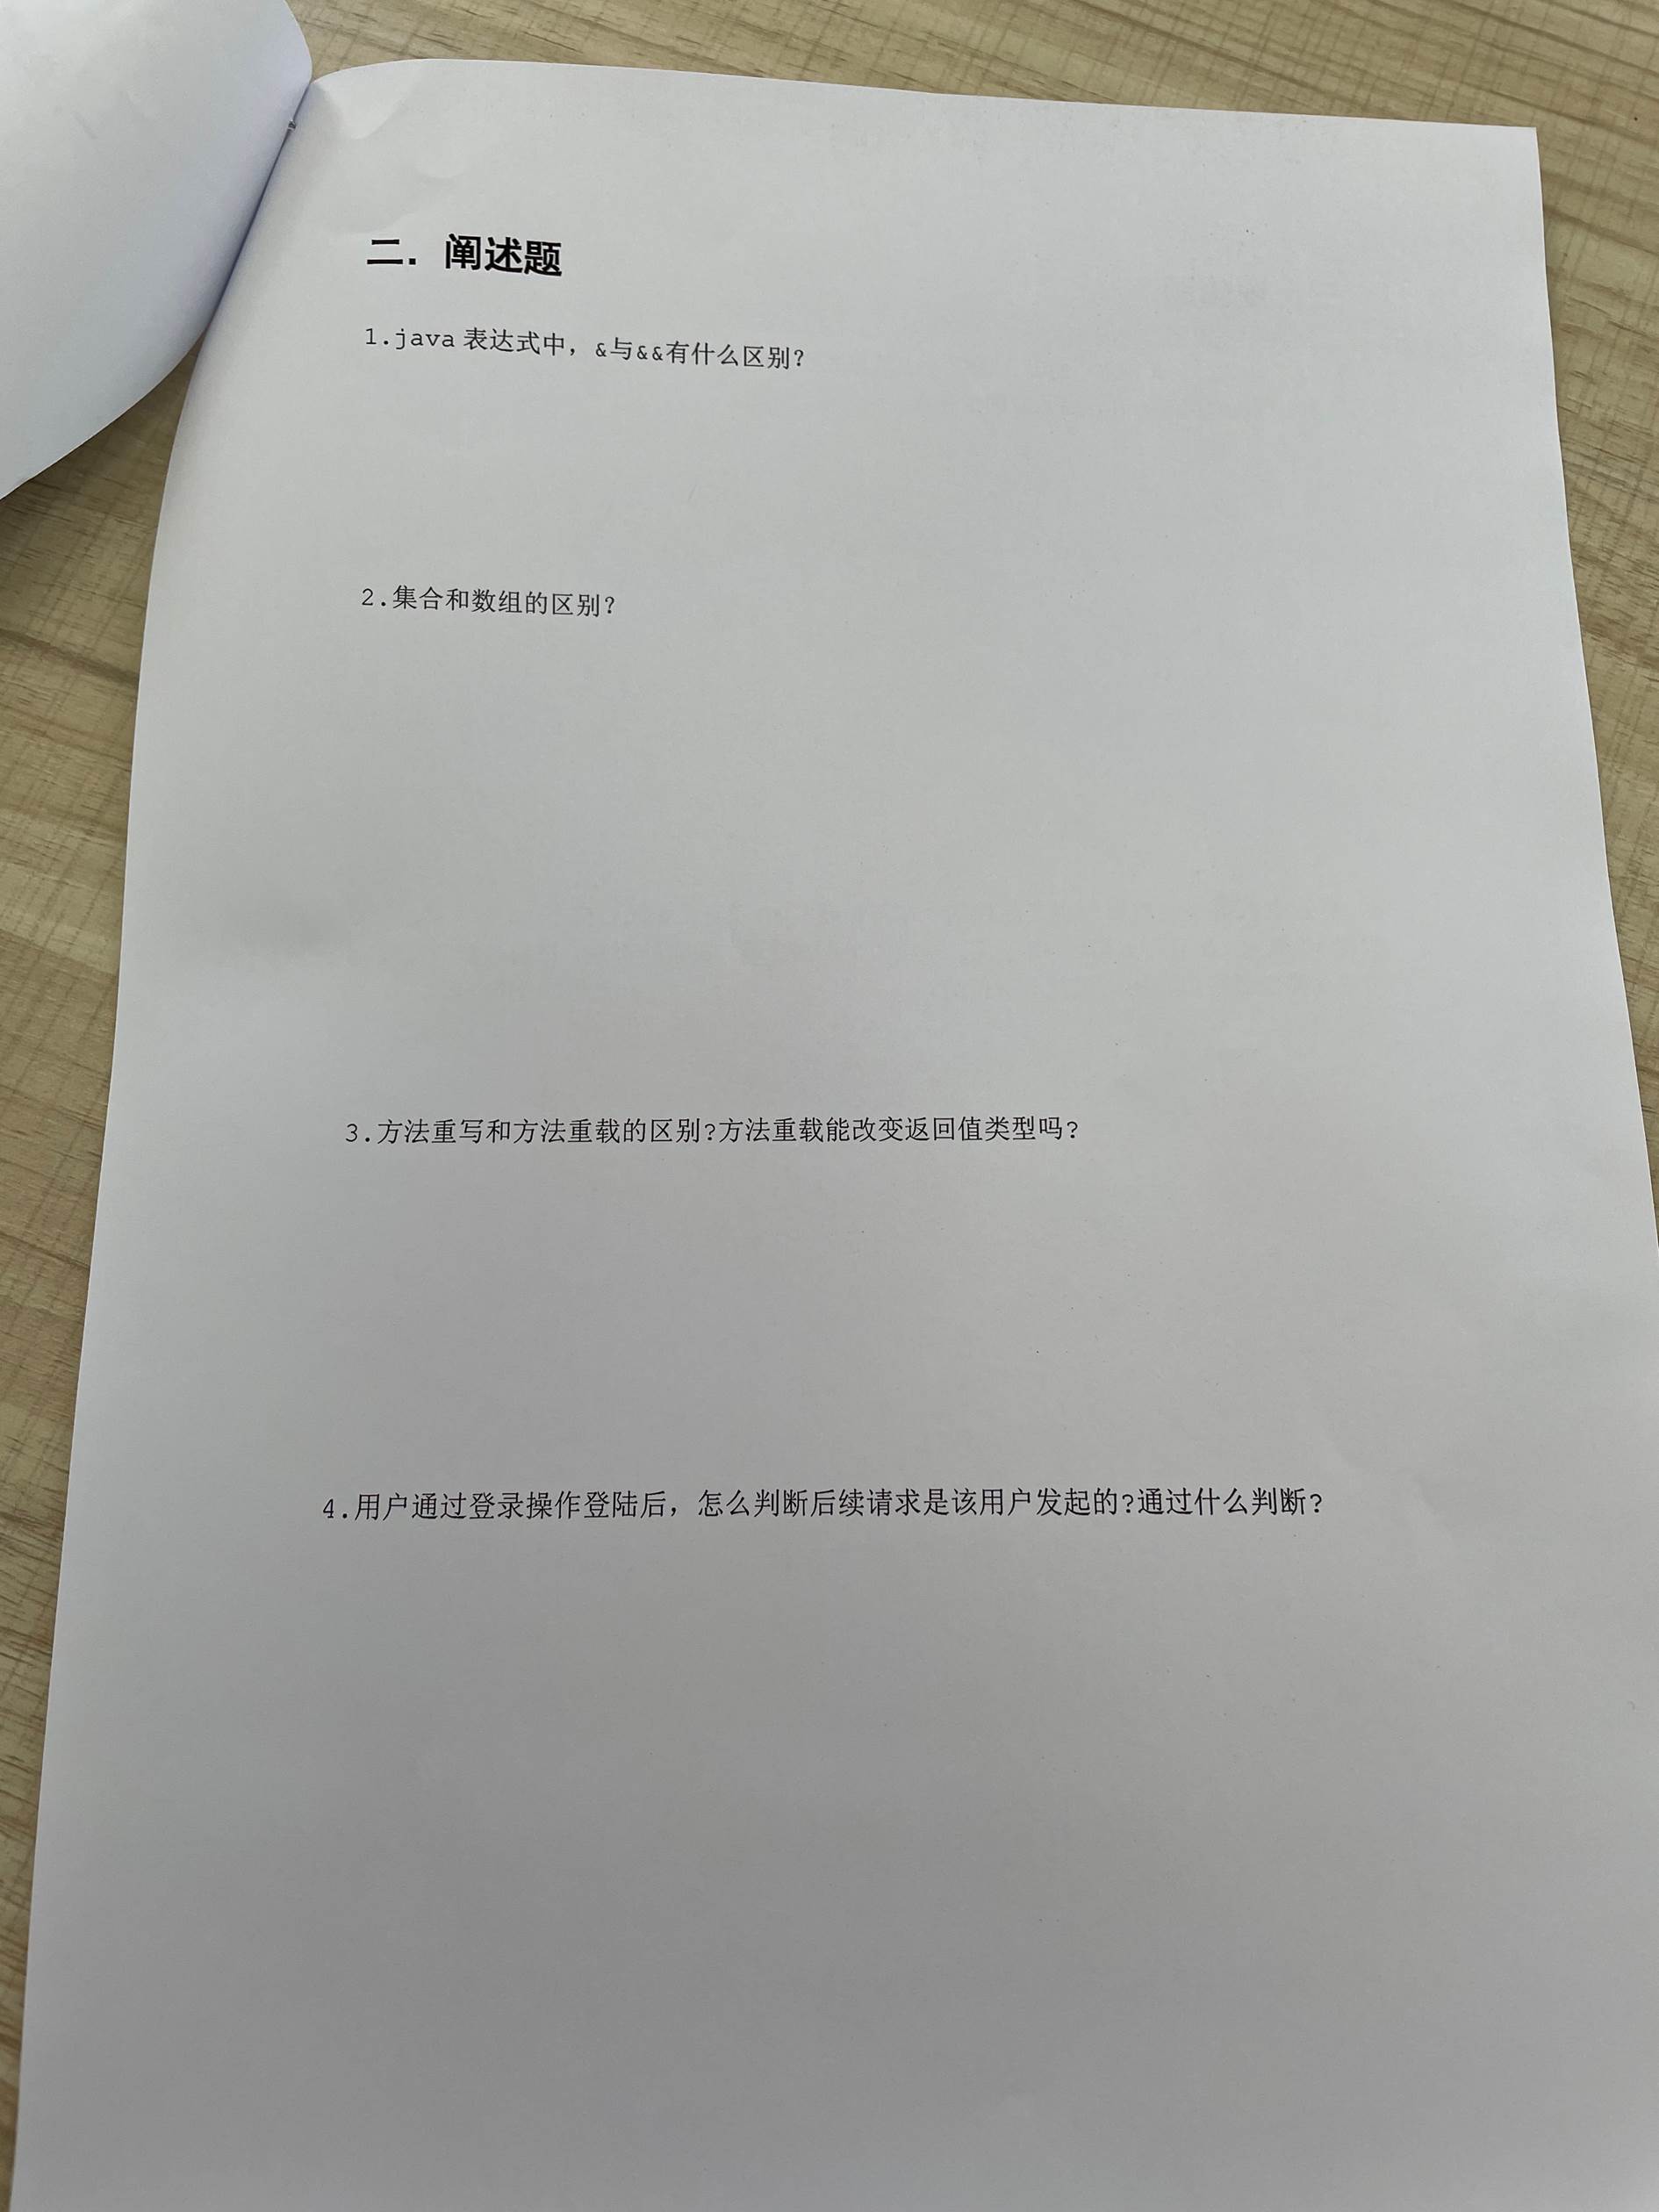 二. 阐述题
1.java 表达式中，&与&&有什么区别？
2.集合和数组的区别？
3.方法重写和方法重载的区别?方法重载能改变返回值类型吗?
4.用户通过登录操作登陆后，怎么判断后续请求是该用户发起的?通过什么判断?